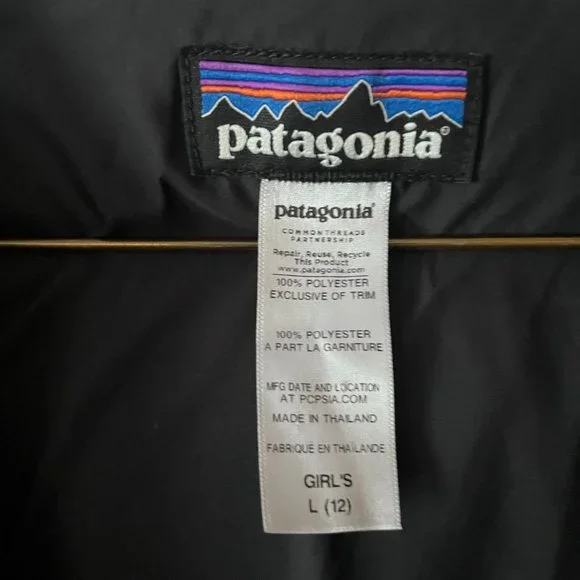 patagonia®
patagonia®
COMMON THREADS
PARTNERSHIP
Repair, Reuse, Recycle
This Product
www.patagonia.com
100% POLYESTER
EXCLUSIVE OF TRIM
100% POLYESTER
A PART LA GARNITURE
MFG DATE AND LOCATION
AT PCPSIA.COM
MADE IN THAILAND
FABRIQUE EN THAÏLANDE
GIRL'S
L (12)